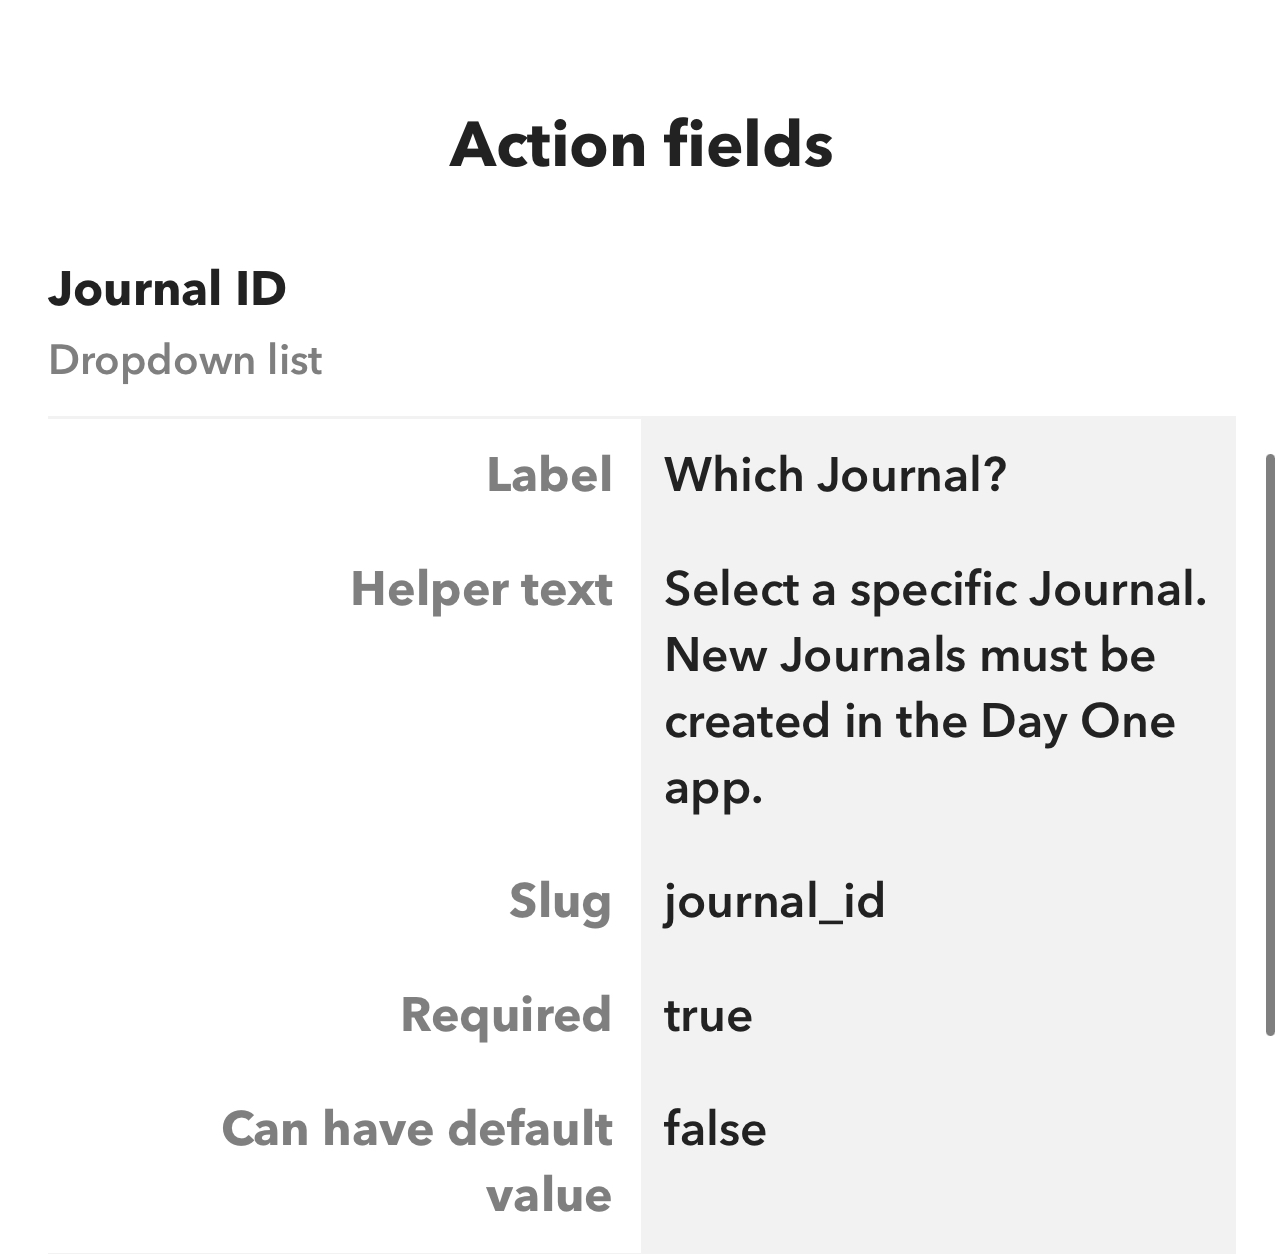 Action fields
Journal ID
Dropdown list
Label Which Journal?
Helper text Select a specific Journal.
New Journals must be
created in the Day One
app.
Slug journal_id
Required true
Can have default false
value